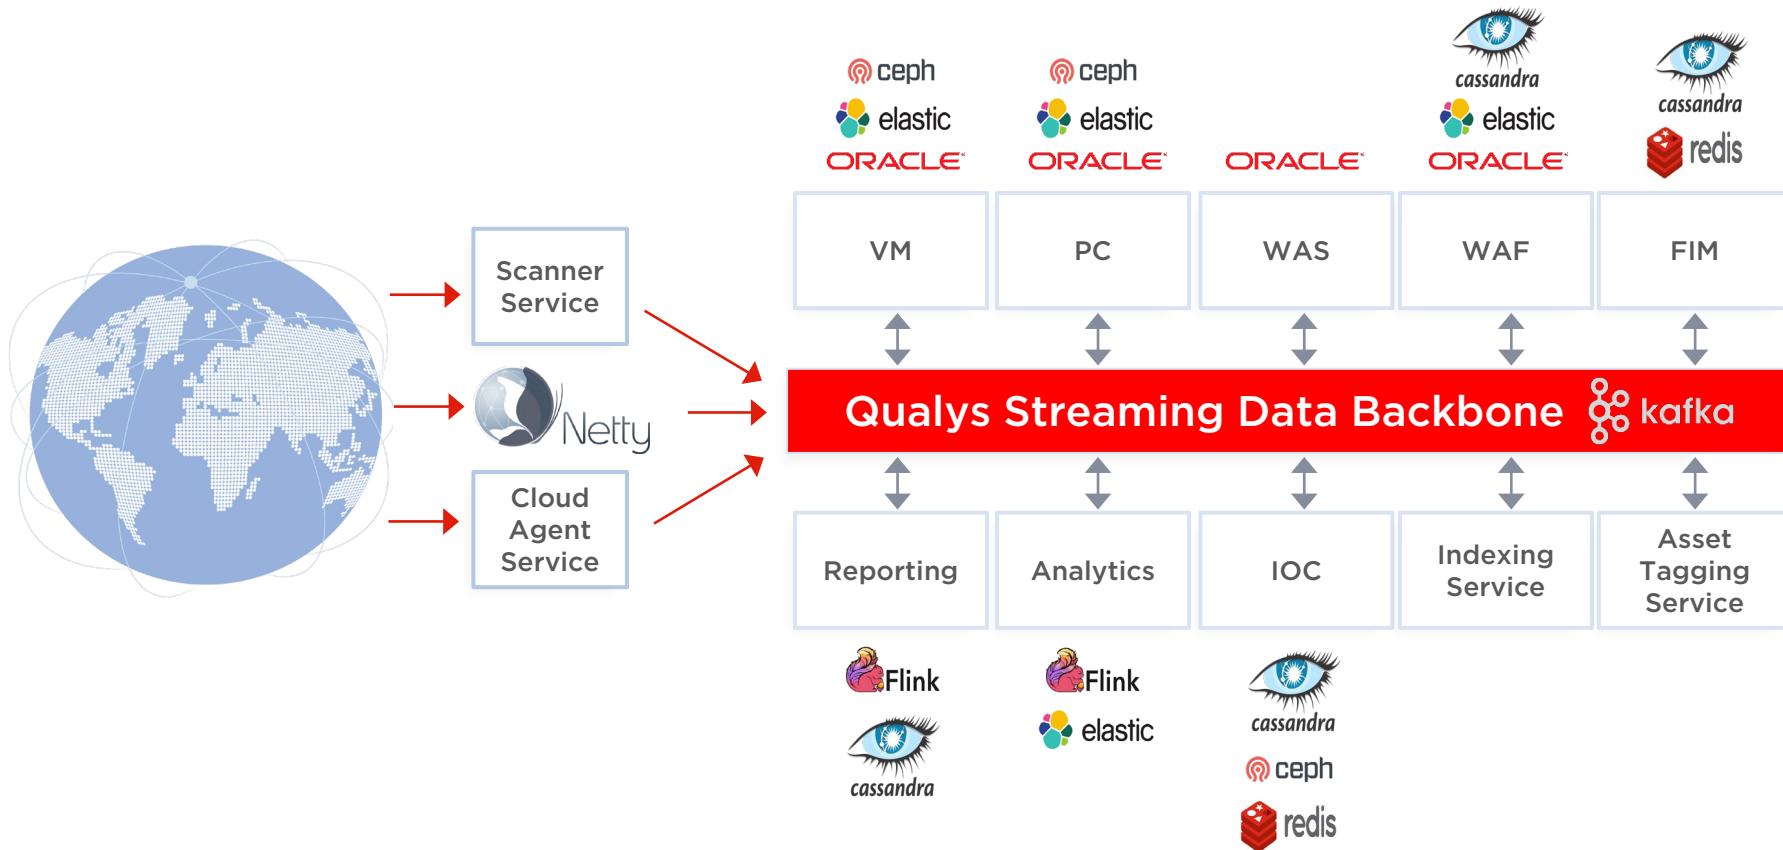 ceph
elastic
ORACLE
ceph
elastic
ORACLE
ORACLE
cassandra
elastic
ORACLE
cassandra
redis
VM
PC
WAS
WAF
FIM
Scanner
Service
Netty
Cloud
Agent
Service
Qualys Streaming Data Backbone kafka
Reporting
Analytics
IOC
Indexing
Service
Asset
Tagging
Service
Flink
cassandra
Flink
elastic
cassandra
ceph
redis